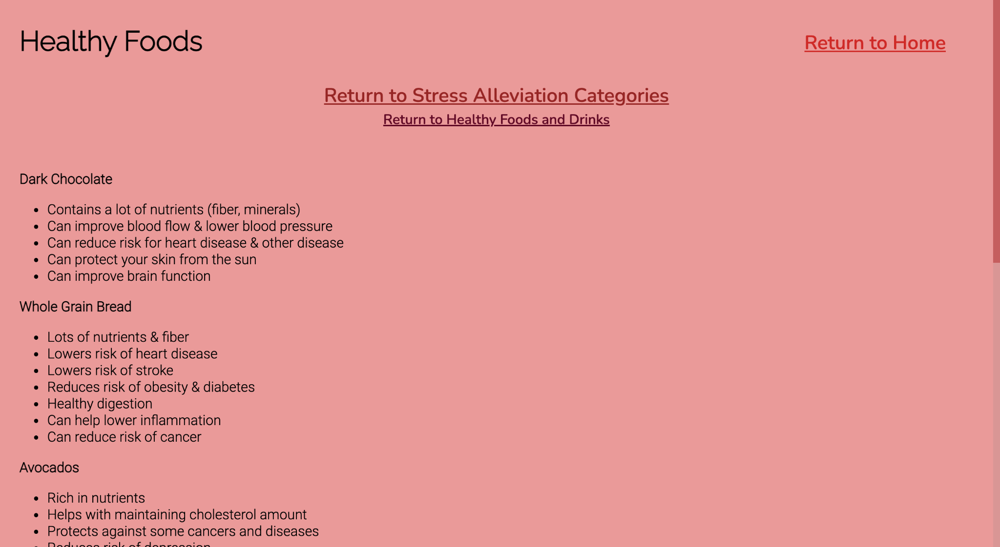 Healthy Foods
Return to Home
Return to Stress Alleviation Categories
Return to Healthy Foods and Drinks
Dark Chocolate
• Contains a lot of nutrients (fiber, minerals)
• Can improve blood flow & lower blood pressure
• Can reduce risk for heart disease & other disease
• Can protect your skin from the sun
• Can improve brain function
Whole Grain Bread
• Lots of nutrients & fiber
• Lowers risk of heart disease
• Lowers risk of stroke
• Reduces risk of obesity & diabetes
• Healthy digestion
• Can help lower inflammation
• Can reduce risk of cancer
Avocados
• Rich in nutrients
• Helps with maintaining cholesterol amount
• Protects against some cancers and diseases
• Reduces risk of depression